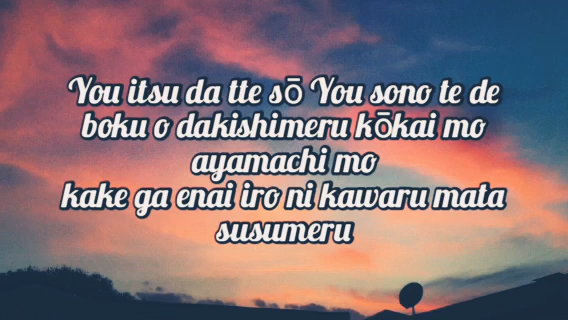 You itsu da tte sō You sono te de
boku o dakishimeru kōkai mo
ayamachi mo
kake ga enai iro ni kawaru mata
susumeru